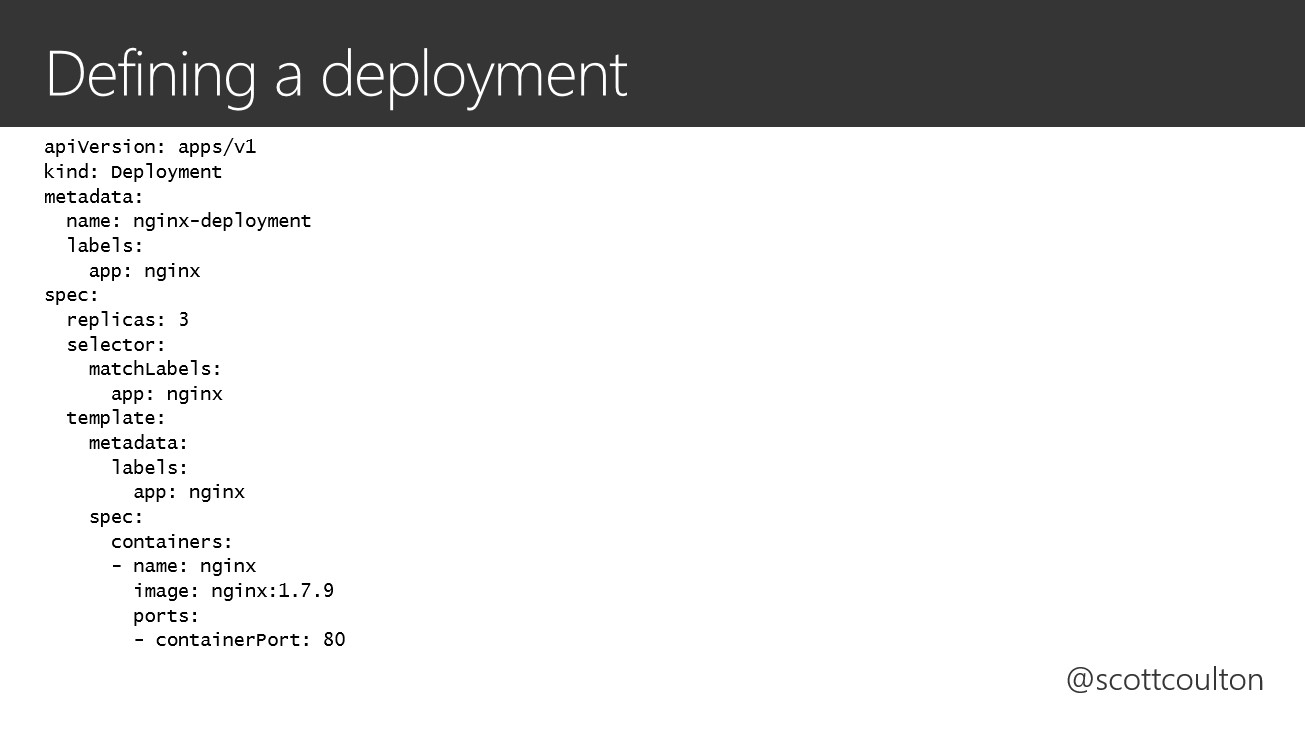 Defining a deployment
apiVersion: apps/v1
kind: Deployment
metadata:
  name: nginx-deployment
  labels:
    app: nginx
spec:
  replicas: 3
  selector:
    matchLabels:
      app: nginx
  template:
    metadata:
      labels:
        app: nginx
    spec:
      containers:
      - name: nginx
        image: nginx:1.7.9
        ports:
        - containerPort: 80
@scottcoulton